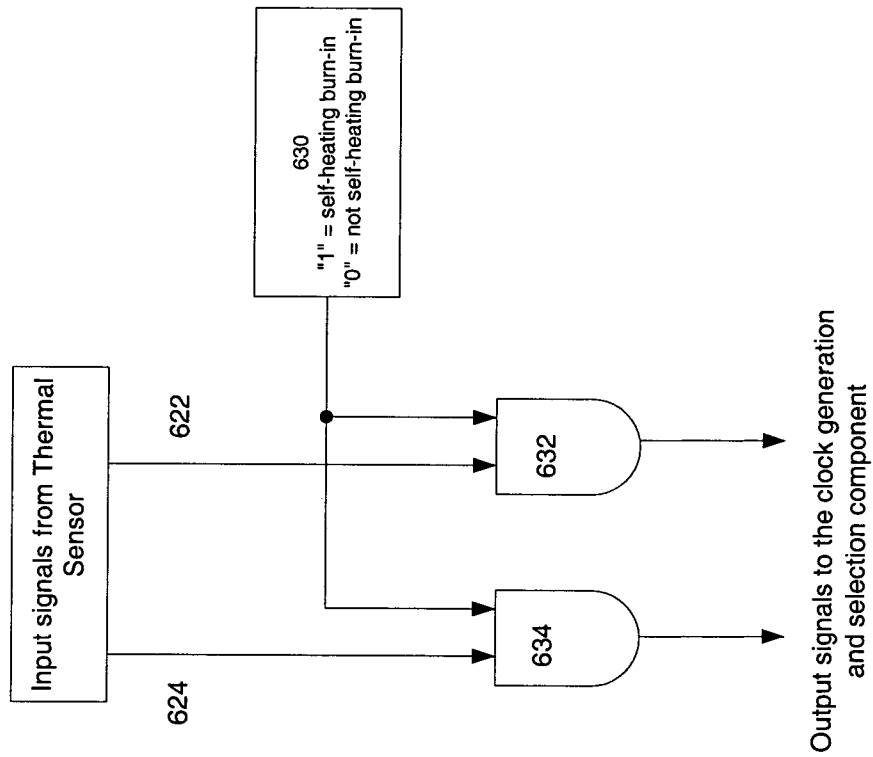 Input signals from Thermal
Sensor
624
622
630
"1" = self-heating burn-in
"0" = not self-heating burn-in
634
632
Output signals to the clock generation
and selection component